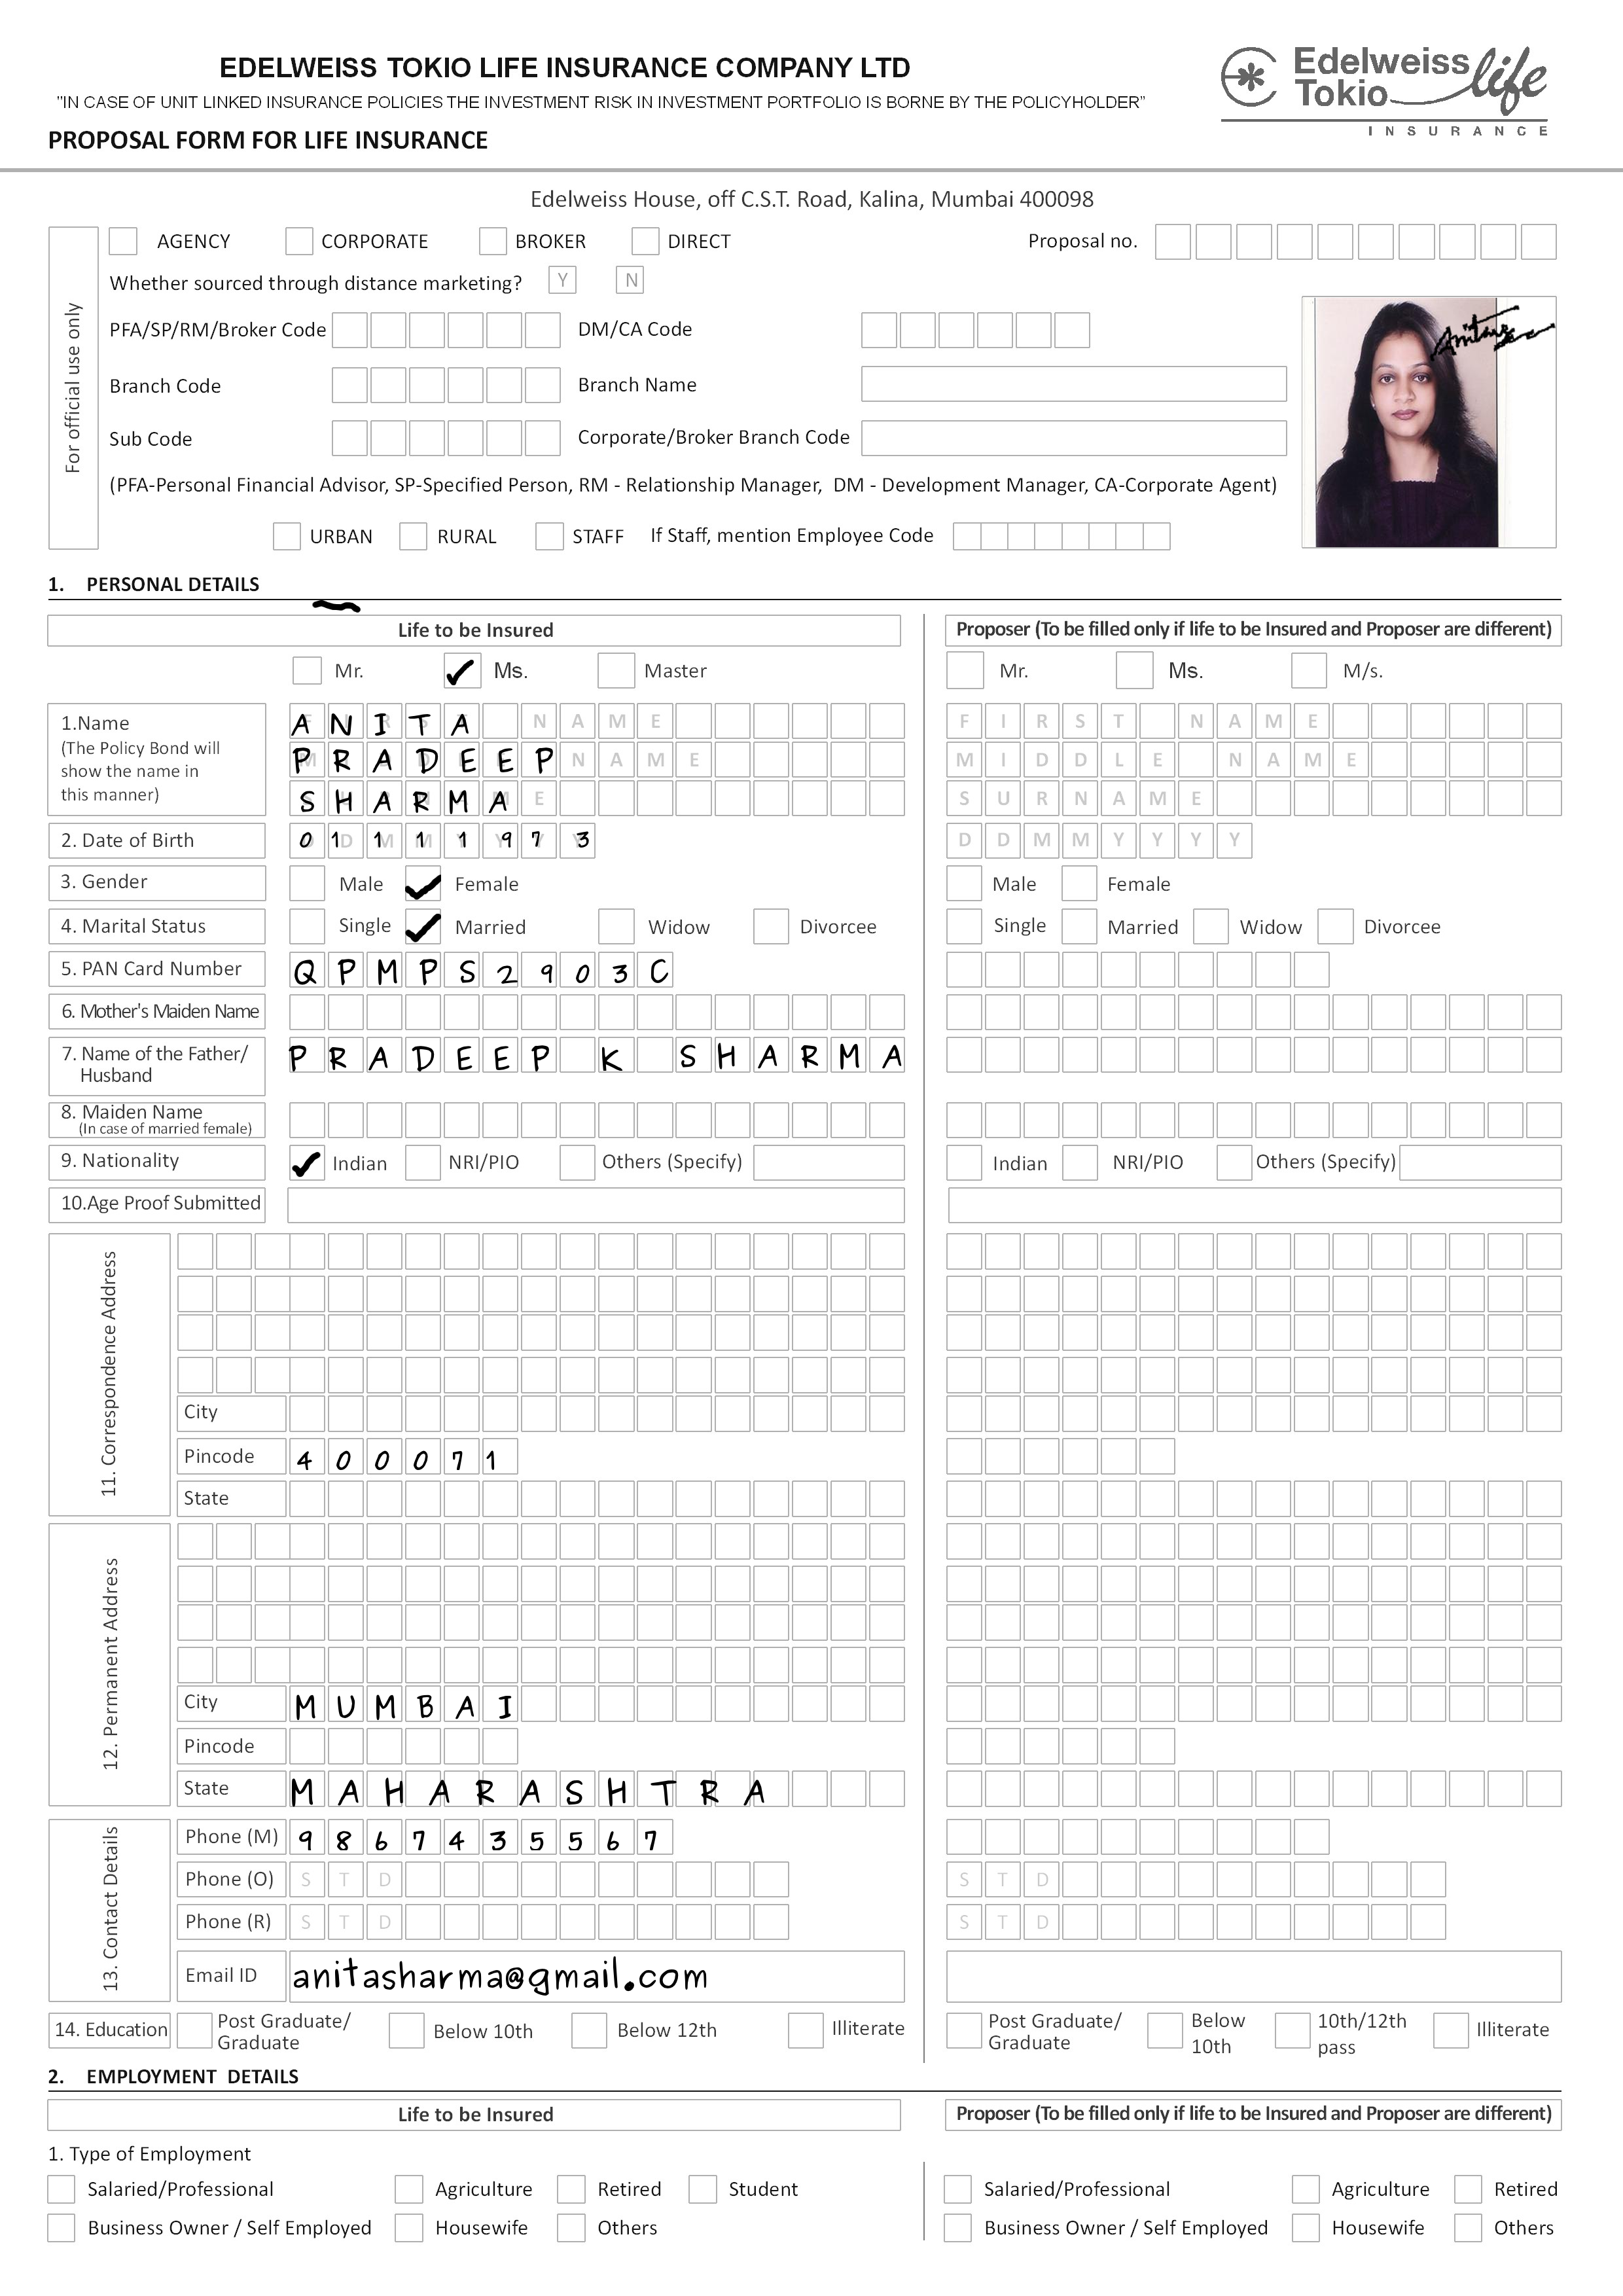 EDELWEISS TOKIO LIFE INSURANCE COMPANY LTD
"IN CASE OF UNIT LINKED INSURANCE POLICIES THE INVESTMENT RISK IN INVESTMENT PORTFOLIO IS BORNE BY THE POLICYHOLDER”
PROPOSAL FORM FOR LIFE INSURANCE
Edelweiss Tokio life INSURANCE
Edelweiss House, off C.S.T. Road, Kalina, Mumbai 400098
For official use only
AGENCY CORPORATE BROKER DIRECT Proposal no.
Whether sourced through distance marketing? Y N
PFA/SP/RM/Broker Code DM/CA Code
Branch Code Branch Name
Sub Code Corporate/Broker Branch Code
(PFA-Personal Financial Advisor, SP-Specified Person, RM - Relationship Manager, DM - Development Manager, CA-Corporate Agent)
URBAN RURAL STAFF If Staff, mention Employee Code
Anita
1. PERSONAL DETAILS
Life to be Insured Proposer (To be filled only if life to be Insured and Proposer are different)
Mr. ✓ Ms. Master Mr. Ms. M/s.
1.Name ANITA NAME FIRST NAME
(The Policy Bond will show the name in this manner) PRADEEP NAME MIDDLE NAME
SHARMA E SURNAME
2. Date of Birth 01111973 DDMMYYYY
3. Gender Male ✓ Female Male Female
4. Marital Status Single ✓ Married Widow Divorcee Single Married Widow Divorcee
5. PAN Card Number QPMPS2903C
6. Mother's Maiden Name
7. Name of the Father/ Husband PRADEEP K SHARMA
8. Maiden Name
(In case of married female)
9. Nationality ✓ Indian NRI/PIO Others (Specify) Indian NRI/PIO Others (Specify)
10.Age Proof Submitted
11. Correspondence Address
City
Pincode 400071
State
12. Permanent Address
City MUMBAI
Pincode
State MAHARASHTRA
13. Contact Details
Phone (M) 9867435567
Phone (O) STD STD
Phone (R) STD STD
Email ID anitasharma@gmail.com
14. Education Post Graduate/ Graduate Below 10th Below 12th Illiterate Post Graduate/ Graduate Below 10th 10th/12th pass Illiterate
2. EMPLOYMENT DETAILS
Life to be Insured Proposer (To be filled only if life to be Insured and Proposer are different)
1. Type of Employment
Salaried/Professional Agriculture Retired Student Salaried/Professional Agriculture Retired
Business Owner / Self Employed Housewife Others Business Owner / Self Employed Housewife Others